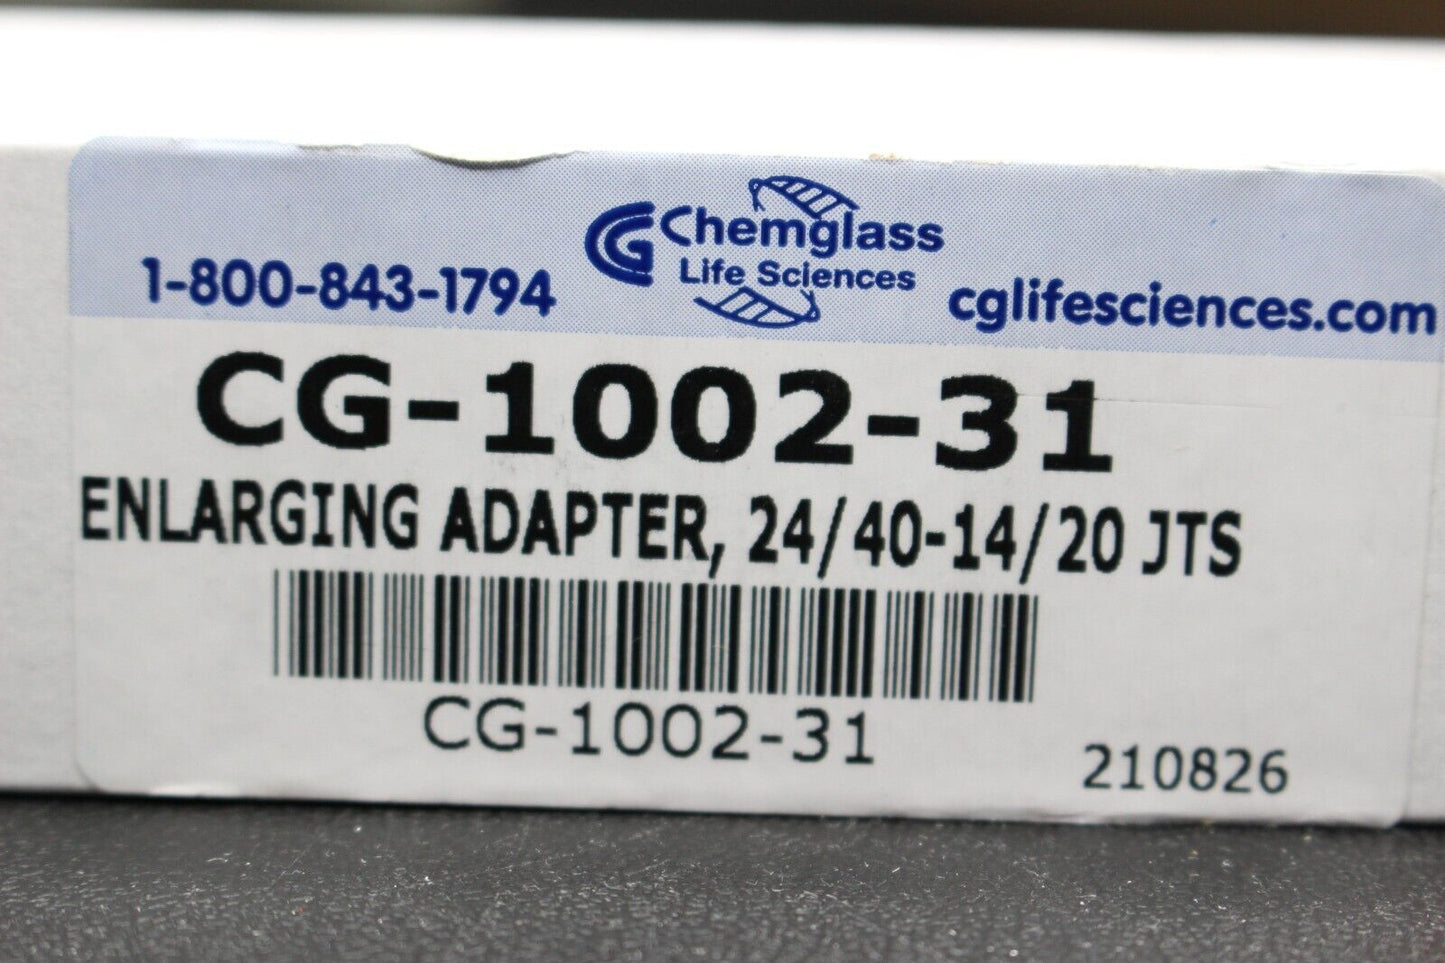 Chemglass
Life Sciences
1-800-843-1794
cglifesciences.com
CG-1002-31
ENLARGING ADAPTER, 24/40-14/20 JTS
CG-1002-31
210826